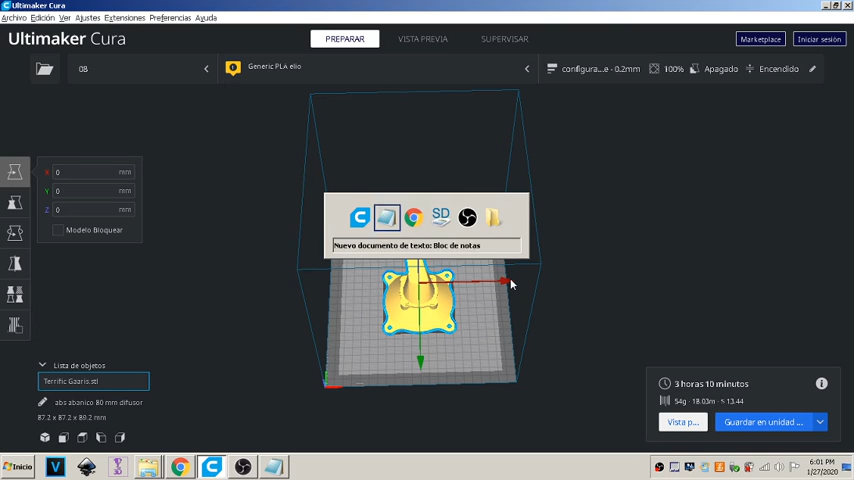 Ultimaker Cura
Archivo Edición Ver Ajustes Extensiones Preferencias Ayuda
Ultimaker Cura
PREPARAR
VISTA PREVIA
SUPERVISAR
Marketplace
Iniciar sesión
08
Generic PLA elio
configura...e - 0.2mm
100%
Apagado
Encendido
X 0 mm
Y 0 mm
Z 0 mm
Modelo Bloquear
SD
Nuevo documento de texto: Bloc de notas
Lista de objetos
Terrific Gaaris.stl
abs abanico 80 mm difusor
87.2 x 87.2 x 89.2 mm
3 horas 10 minutos
54g · 18.03m · $ 13.44
Vista p...
Guardar en unidad ...
Inicio
6:01 PM
1/27/2020